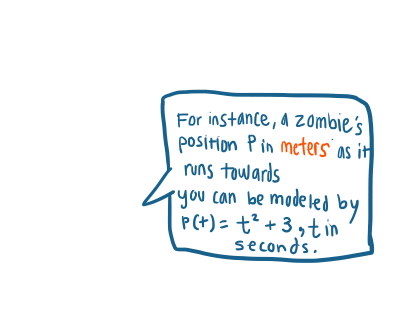 For instance, a zombie's
position P in meters as it
runs towards
you can be modeled by
P(t) = t² + 3, t in
seconds.